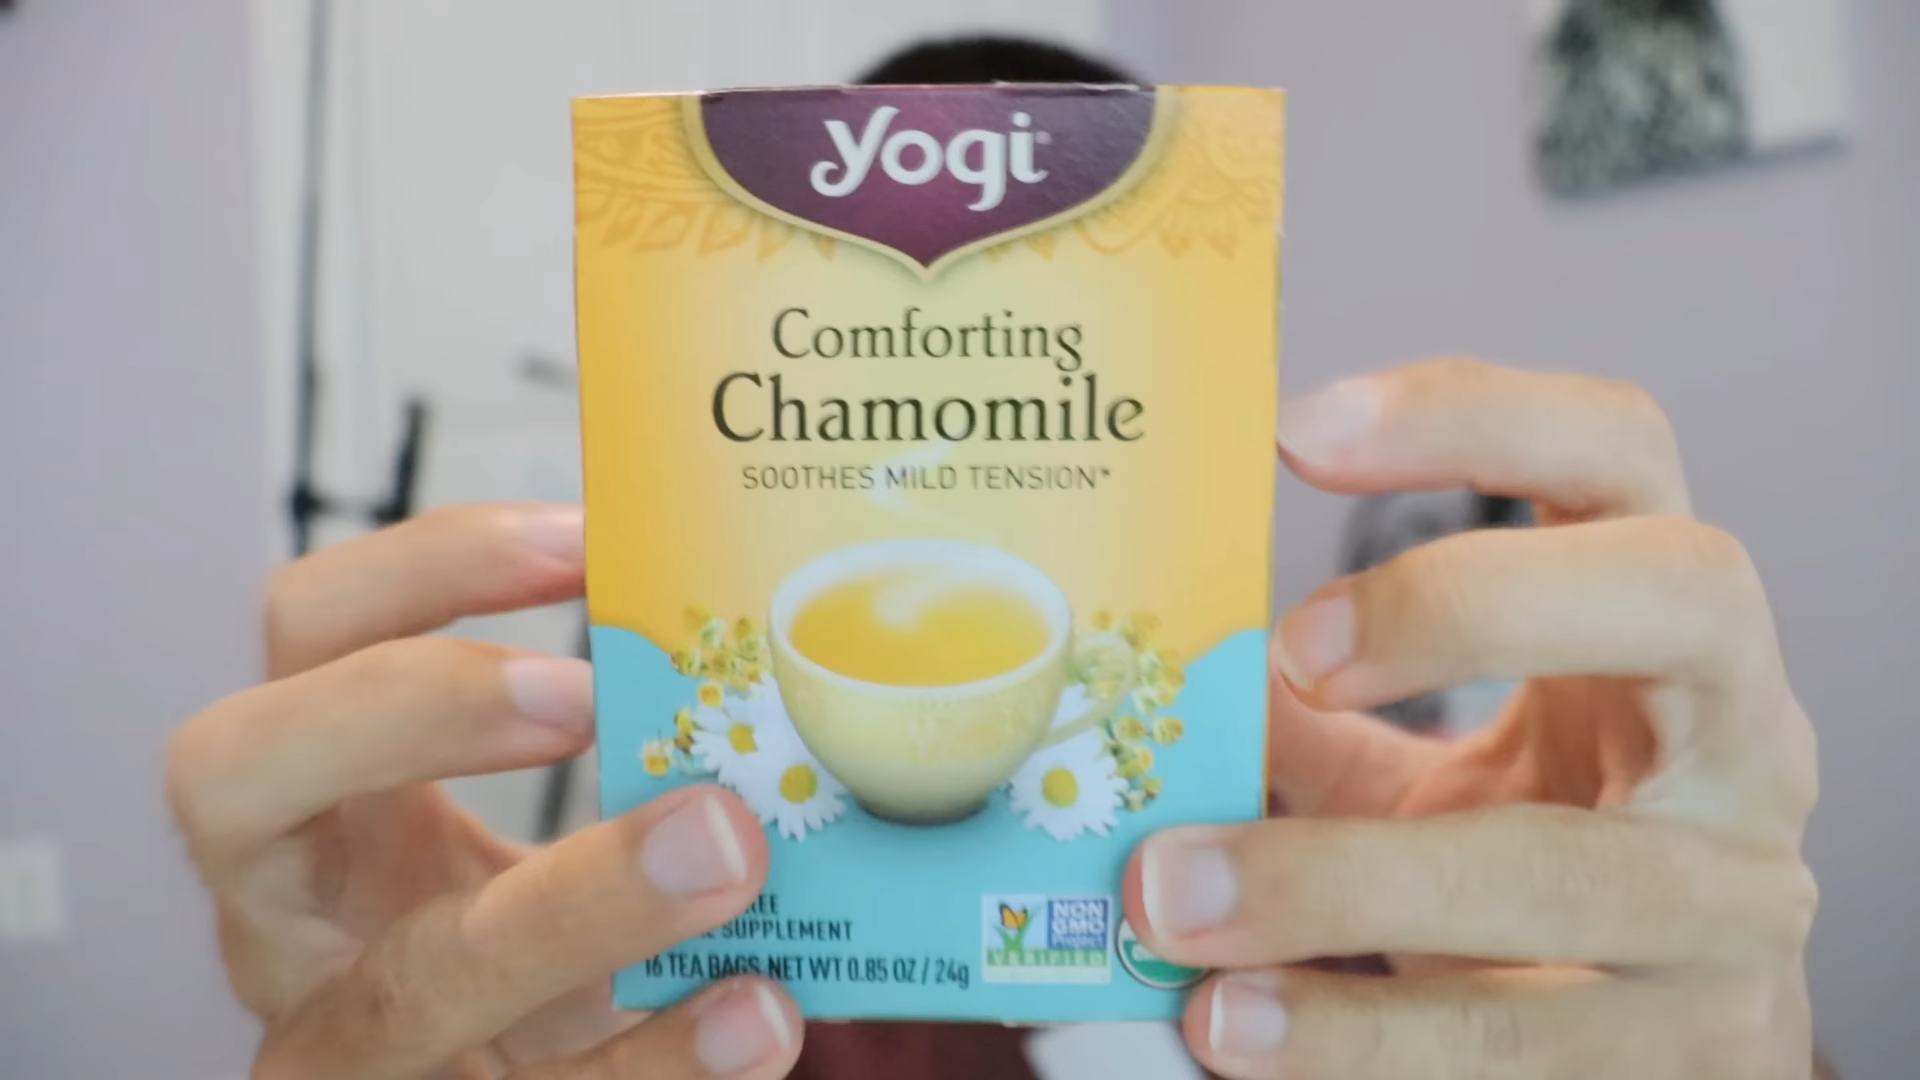 yogi
Comforting
Chamomile
SOOTHES MILD TENSION*
SUPPLEMENT
16 TEA BAGS NET WT 0.85 OZ / 24g
NON
GMO
Project
VERIFIED